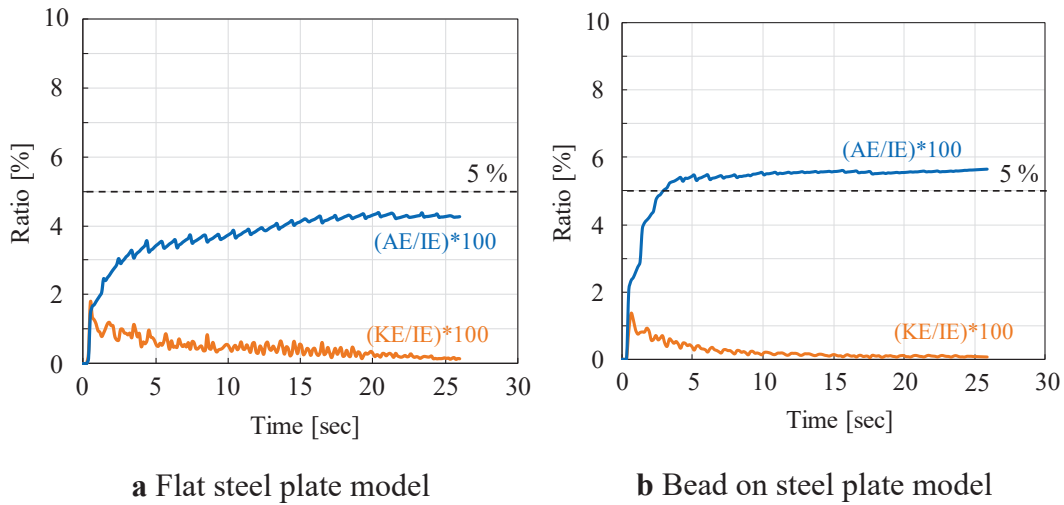 10
8
6
4
2
0
Ratio [%]
5 %
(AE/IE)*100
(KE/IE)*100
0 5 10 15 20 25 30
Time [sec]
a Flat steel plate model
10
8
6
4
2
0
Ratio [%]
(AE/IE)*100
5 %
(KE/IE)*100
0 5 10 15 20 25 30
Time [sec]
b Bead on steel plate model